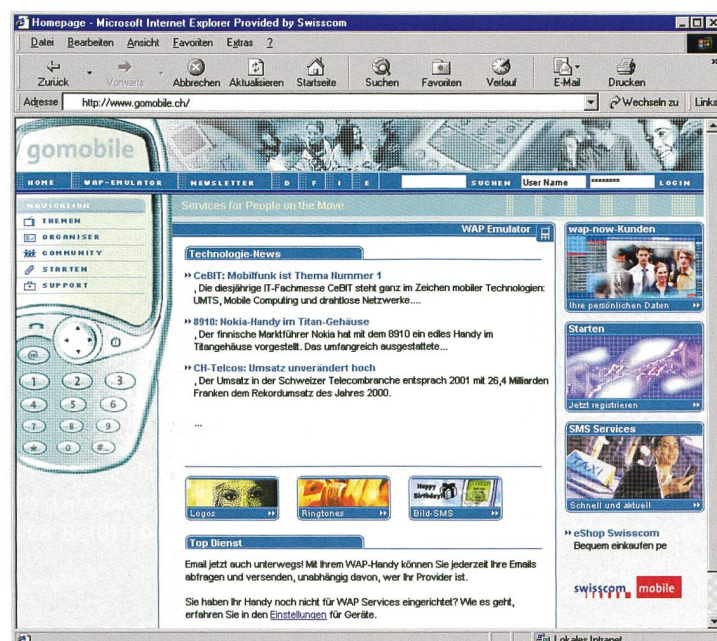 Homepage - Microsoft Internet Explorer Provided by Swisscom
Datei Bearbeiten Ansicht Favoriten Extras ?
Zurück Vorwärts Abbrechen Aktualisieren Startseite Suchen Favoriten Verlauf E-Mail Drucken
Adresse http://www.gomobile.ch/ Wechseln zu Links
gomobile
HOME WAP-EMULATOR NEWSLETTER D F I E SUCHEN User Name ******** LOGIN
NAVIGATION
Services for People on the Move
THEMEN
ORGANISER
COMMUNITY
STARTEN
SUPPORT
@
1 2 3
4 5 6
7 8 9
* 0 #
WAP Emulator
Technologie-News
CeBIT: Mobilfunk ist Thema Nummer 1
, Die diesjährige IT-Fachmesse CeBIT steht ganz im Zeichen mobiler Technologien:
UMTS, Mobile Computing und drahtlose Netzwerke....
8910: Nokia-Handy im Titan-Gehäuse
, Der finnische Marktführer Nokia hat mit dem 8910 ein edles Handy im
Titangehäuse vorgestellt. Das umfangreich ausgestattete...
CH-Telcos: Umsatz unverändert hoch
, Der Umsatz in der Schweizer Telecombranche entsprach 2001 mit 26,4 Milliarden
Franken dem Rekordumsatz des Jahres 2000.
...
Happy
Birthday!
Logos Ringtones Bild-SMS
Top Dienst
Email jetzt auch unterwegs! Mit Ihrem WAP-Handy können Sie jederzeit Ihre Emails
abfragen und versenden, unabhängig davon, wer Ihr Provider ist.
Sie haben Ihr Handy noch nicht für WAP Services eingerichtet? Wie es geht,
erfahren Sie in den Einstellungen für Geräte.
wap-now-Kunden
Ihre persönlichen Daten
Starten
Jetzt registrieren
SMS Services
TAXI
Schnell und aktuell
eShop Swisscom
Bequem einkaufen pe
swisscom mobile
Lokales Intranet